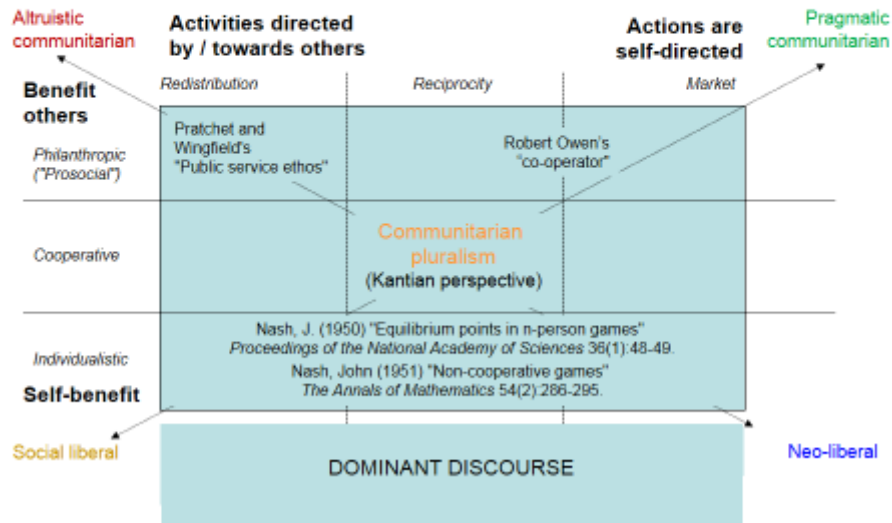 Altruistic
communitarian
Activities directed
by / towards others
Actions are
self-directed
Pragmatic
communitarian
Benefit
others
Redistribution
Reciprocity
Market
Philanthropic
("Prosocial")
Pratchet and
Wingfield's
"Public service ethos"
Robert Owen's
"co-operator"
Cooperative
Communitarian
pluralism
(Kantian perspective)
Individualistic
Self-benefit
Nash, J. (1950) "Equilibrium points in n-person games"
Proceedings of the National Academy of Sciences 36(1):48-49.
Nash, John (1951) "Non-cooperative games"
The Annals of Mathematics 54(2):286-295.
Social liberal
DOMINANT DISCOURSE
Neo-liberal